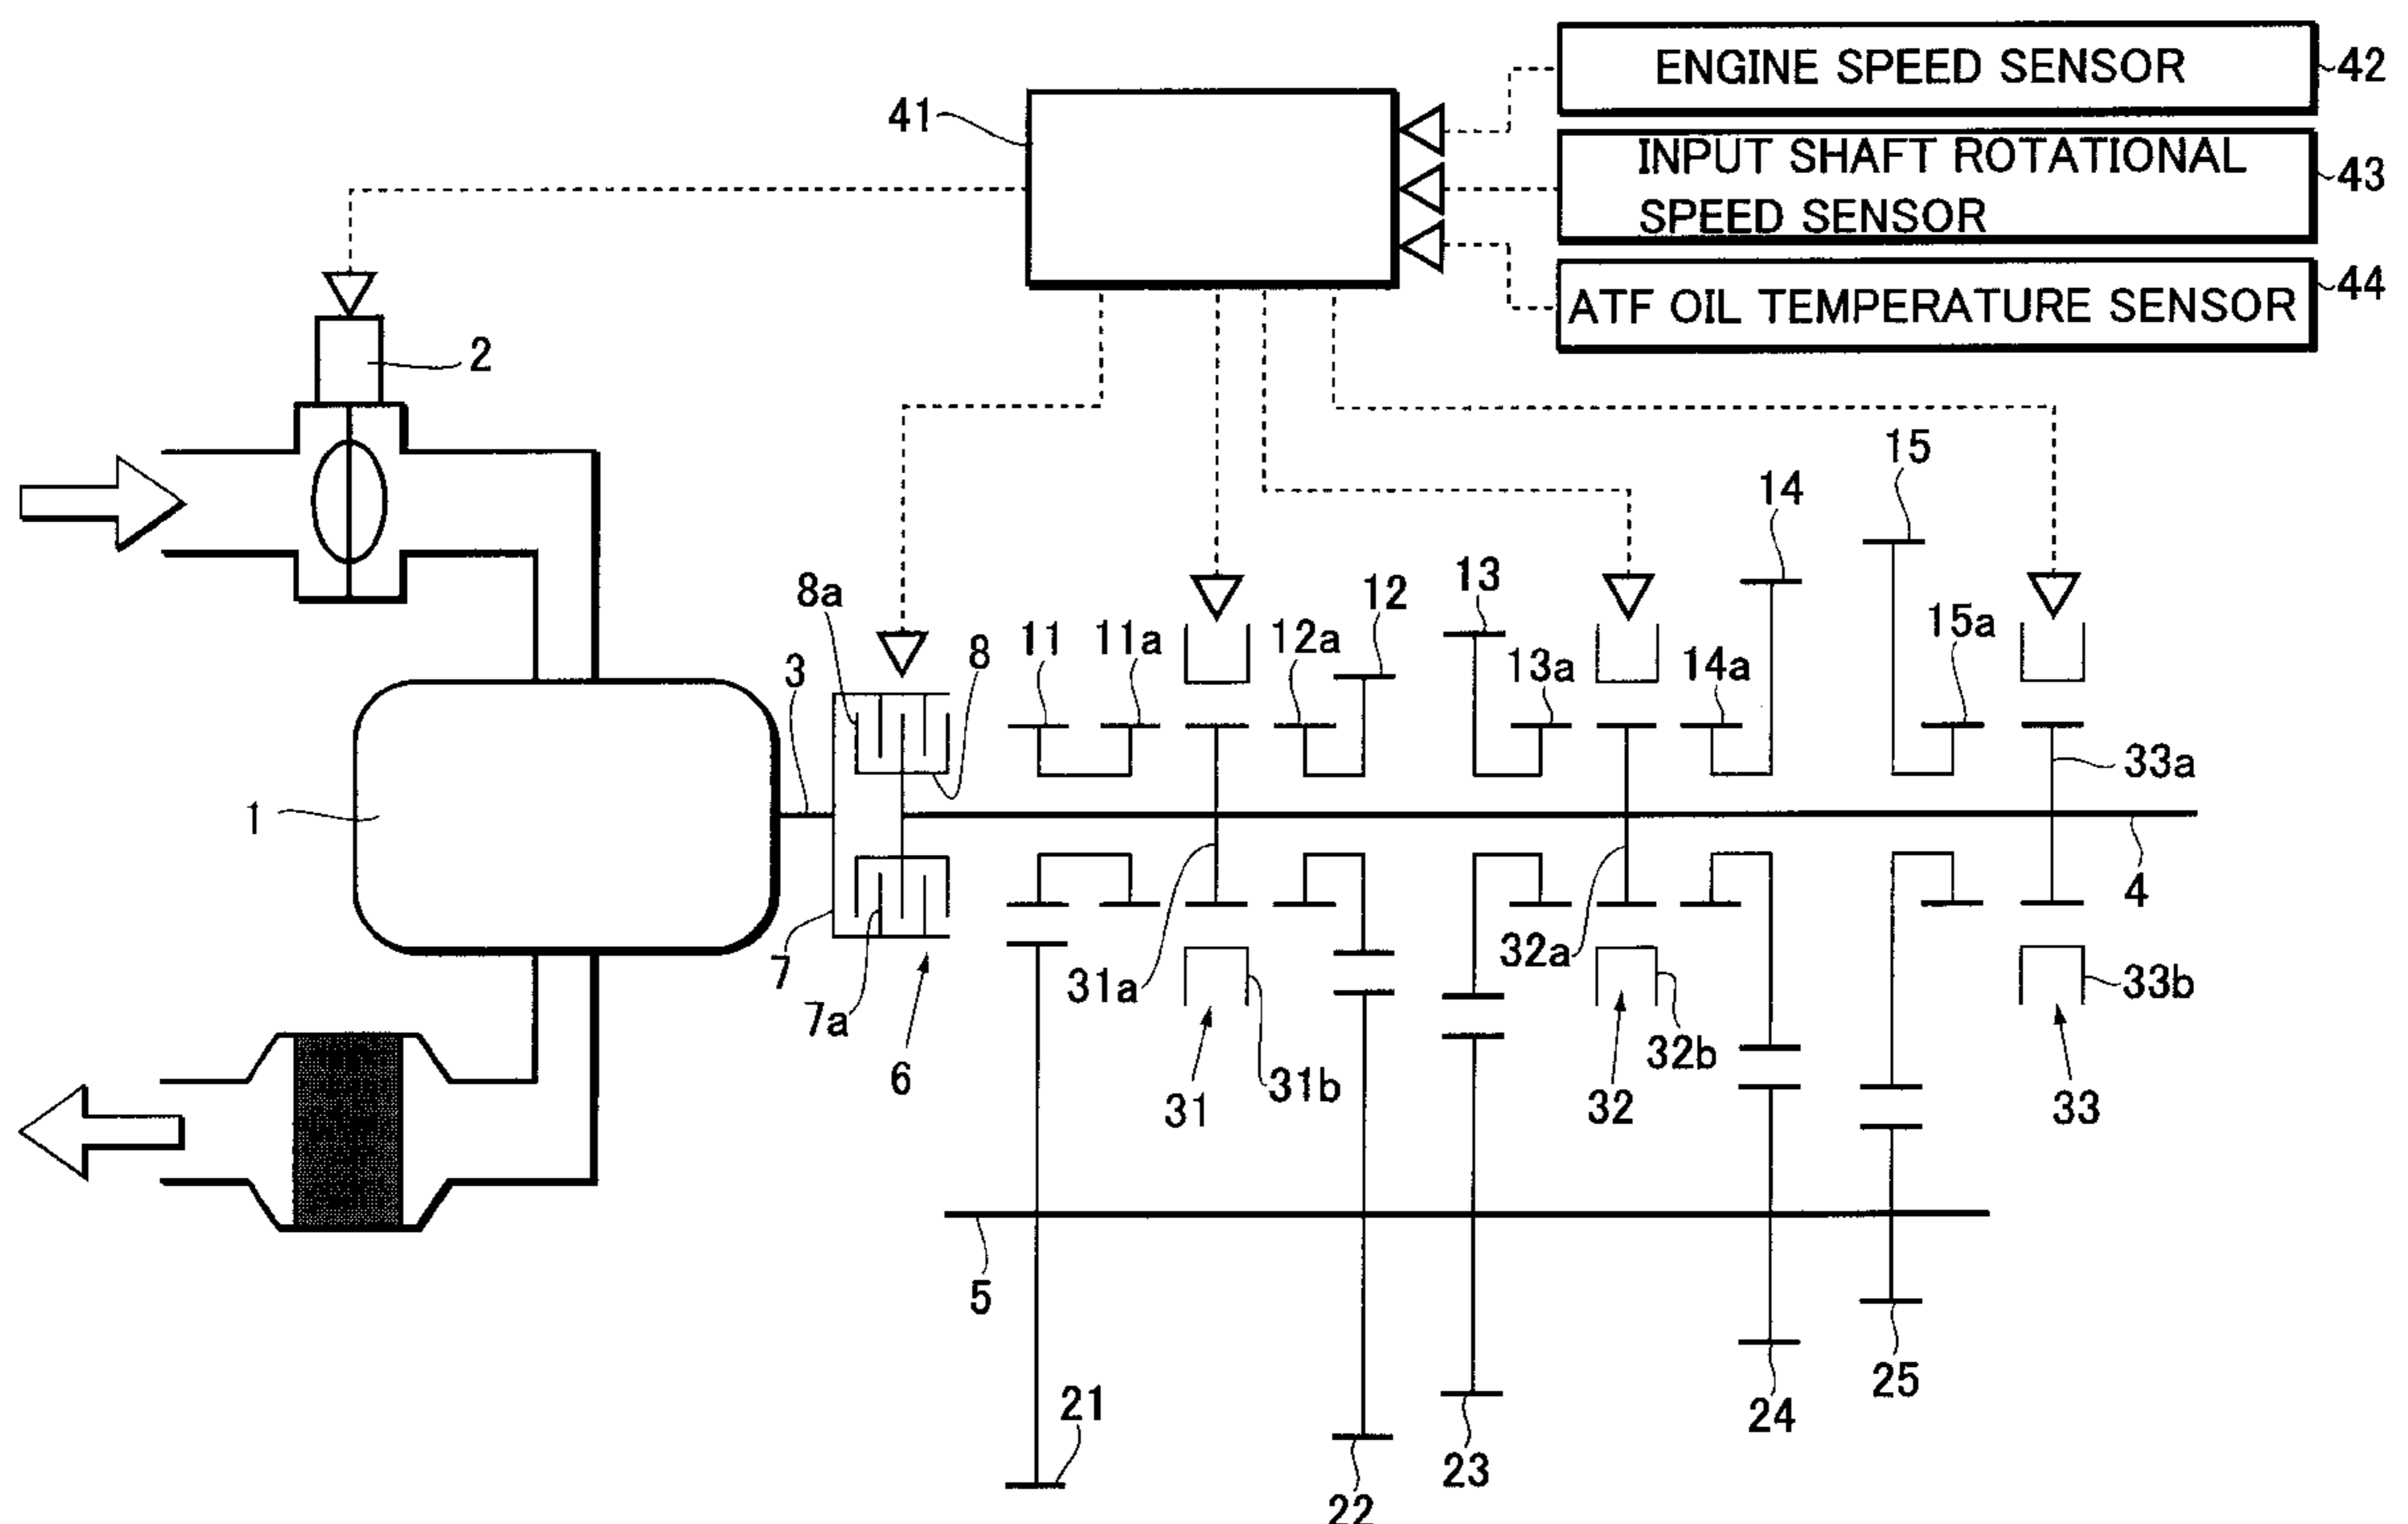 ENGINE SPEED SENSOR
42
41
INPUT SHAFT ROTATIONAL
SPEED SENSOR
43
ATF OIL TEMPERATURE SENSOR
44
2
15
14
13
12
8a
11
11a
12a
8
15a
13a
14a
3
33a
1
4
7
7a
6
31a
32a
33b
31b
32b
31
32
33
5
25
21
24
23
22